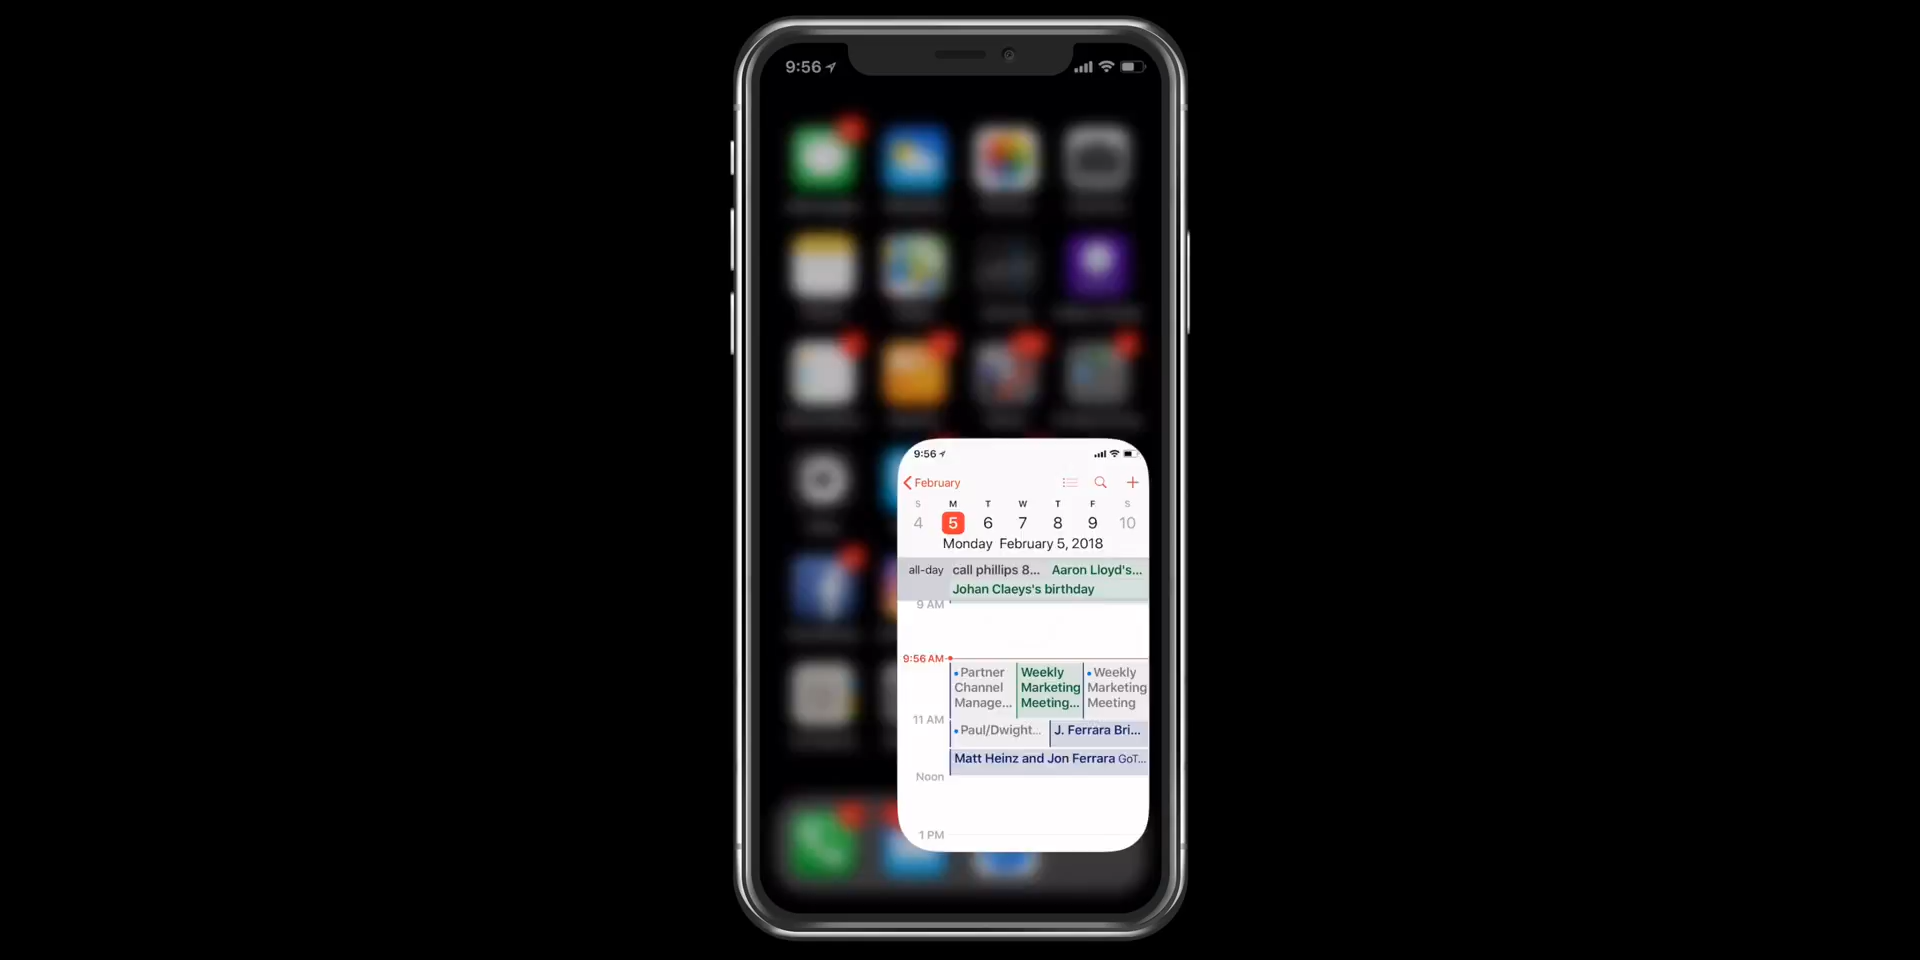 9:56
9:56
February
S M T W T F S
4 5 6 7 8 9 10
Monday February 5, 2018
all-day call phillips 8... Aaron Lloyd's...
Johan Claeys's birthday
9 AM
9:56 AM
Partner Channel Manage...
Weekly Marketing Meeting...
Weekly Marketing Meeting
11 AM
Paul/Dwight... J. Ferrara Bri...
Matt Heinz and Jon Ferrara GoT...
Noon
1 PM